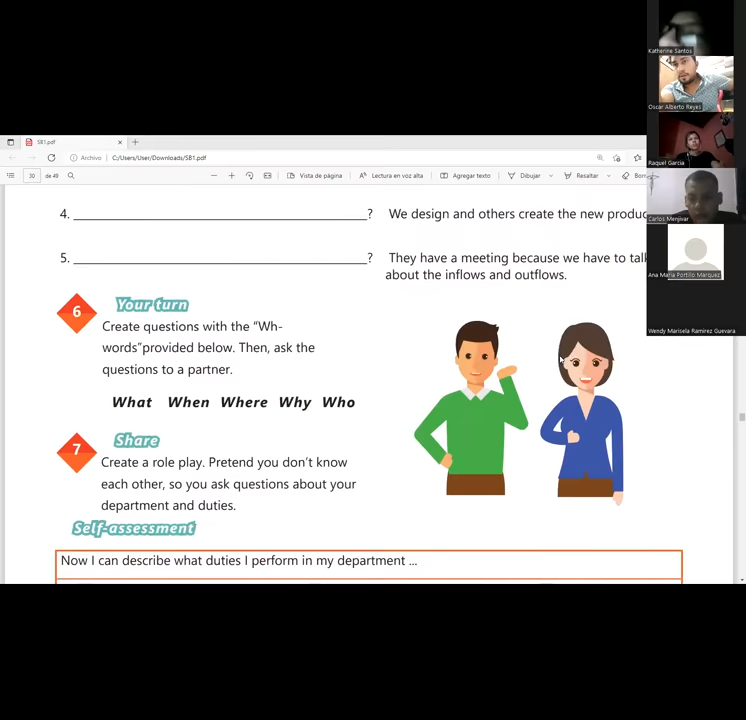 SB1.pdf
Archivo
C:/Users/User/Downloads/SB1.pdf
30 de 49
Vista de página
Lectura en voz alta
Agregar texto
Dibujar
Resaltar
4. ? We design and others create the new
5. ? They have a meeting because we have to
about the inflows and outflows.
6 Your turn
Create questions with the "Wh-
words"provided below. Then, ask the
questions to a partner.
What When Where Why Who
7 Share
Create a role play. Pretend you don't know
each other, so you ask questions about your
department and duties.
Self-assessment
Now I can describe what duties I perform in my department ...
Katherine Santos
Oscar Alberto Reyes
Raquel Garcia
Carlos Menjivar
Ana Maria Portillo Marquez
Wendy Marisela Ramirez Guevara